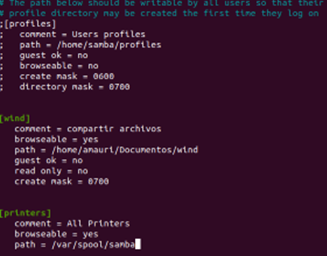 # The path below should be writable by all users so that their
# profile directory may be created the first time they log on
;[profiles]
;   comment = Users profiles
;   path = /home/samba/profiles
;   guest ok = no
;   browseable = no
;   create mask = 0600
;   directory mask = 0700
[wind]
comment = compartir archivos
browseable = yes
path = /home/amauri/Documentos/wind
guest ok = no
read only = no
create mask = 0700
[printers]
comment = All Printers
browseable = yes
path = /var/spool/samba